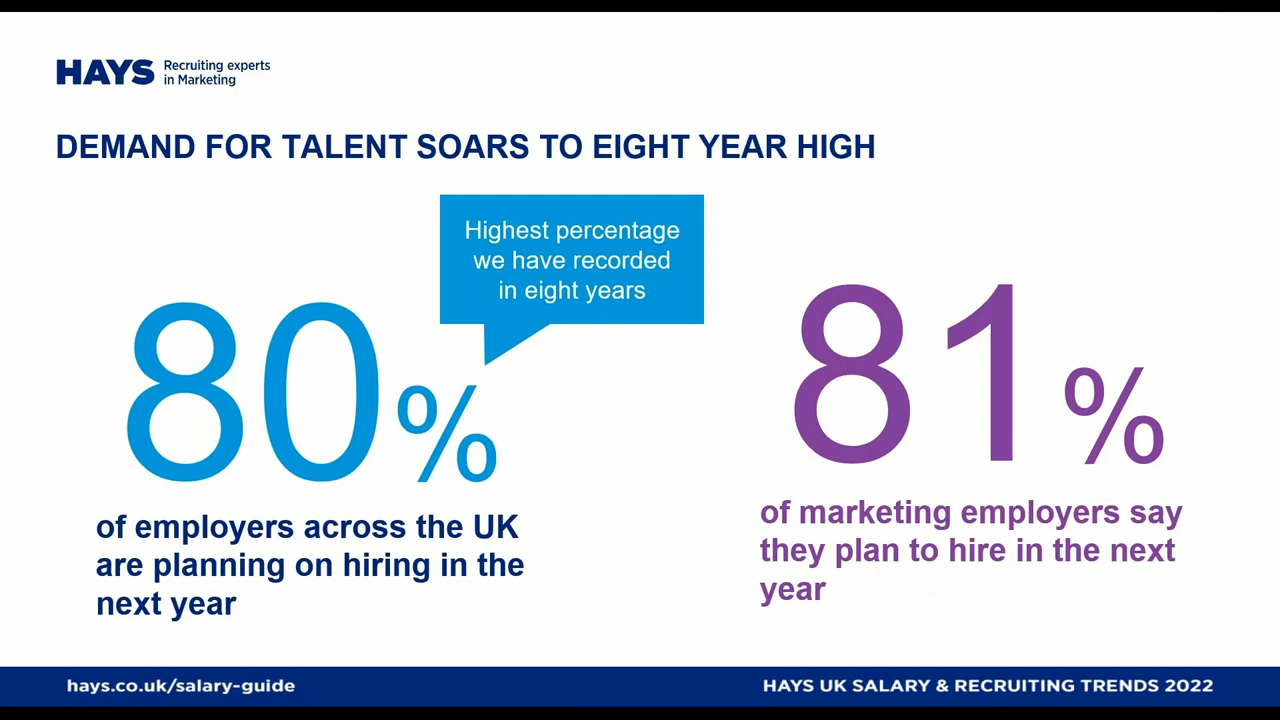 HAYS Recruiting experts
in Marketing
DEMAND FOR TALENT SOARS TO EIGHT YEAR HIGH
Highest percentage
we have recorded
in eight years
80%
of employers across the UK
are planning on hiring in the
next year
81%
of marketing employers say
they plan to hire in the next
year
hays.co.uk/salary-guide
HAYS UK SALARY & RECRUITING TRENDS 2022